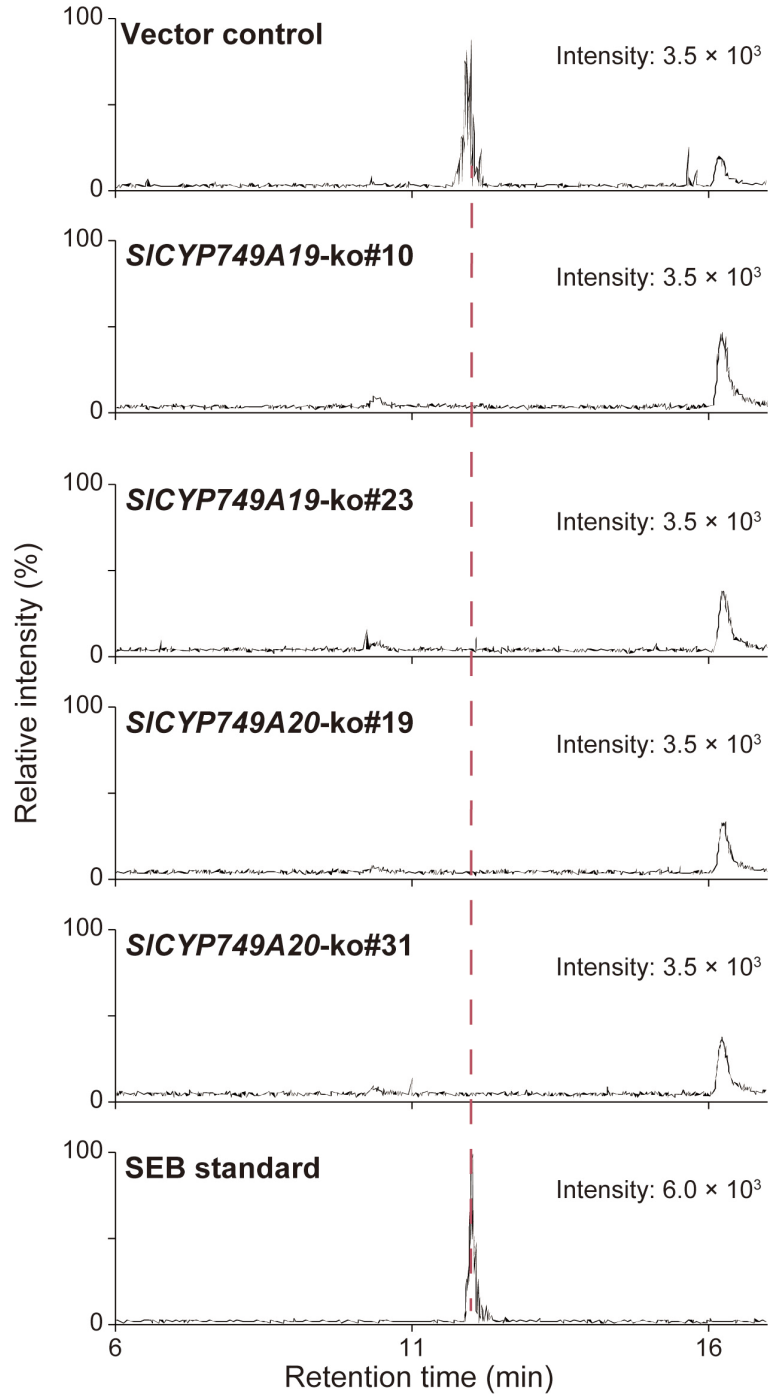 100
Vector control
Intensity: 3.5 × 10³
0
100
SlCYP749A19-ko#10
Intensity: 3.5 × 10³
0
100
SlCYP749A19-ko#23
Intensity: 3.5 × 10³
0
100
SlCYP749A20-ko#19
Intensity: 3.5 × 10³
0
100
SlCYP749A20-ko#31
Intensity: 3.5 × 10³
0
100
SEB standard
Intensity: 6.0 × 10³
0
6 11 16
Retention time (min)
Relative intensity (%)